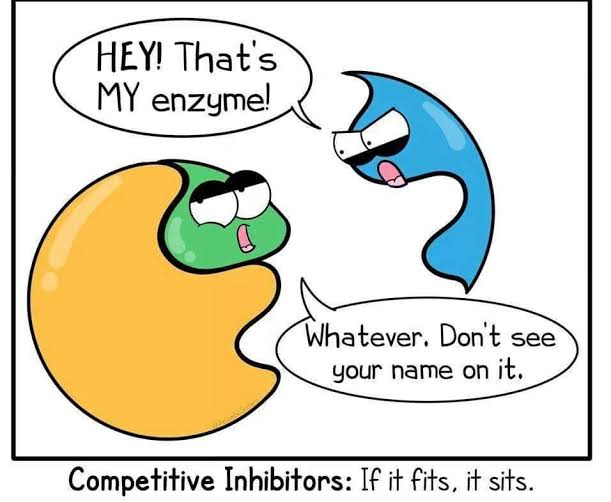 HEY! That's
MY enzyme!
Whatever. Don't see
your name on it.
Competitive Inhibitors: If it fits, it sits.